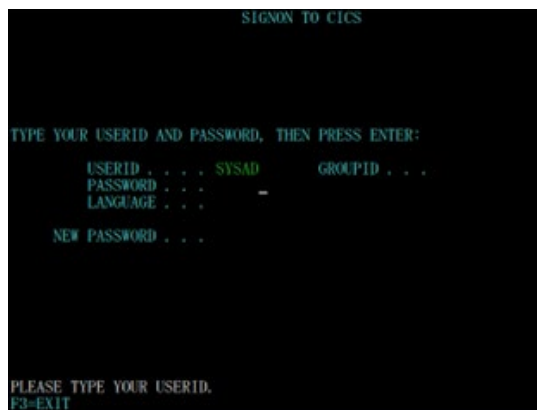 SIGNON TO CICS
TYPE YOUR USERID AND PASSWORD, THEN PRESS ENTER:
USERID . . . . SYSAD GROUPID . . .
PASSWORD . . .
LANGUAGE . . .
NEW PASSWORD . . .
PLEASE TYPE YOUR USERID.
F3=EXIT